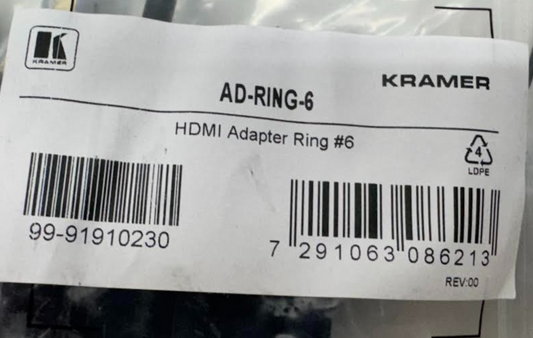 KRAMER
KRAMER
AD-RING-6
HDMI Adapter Ring #6
4
LDPE
99-91910230
7 291063 086213
REV:00